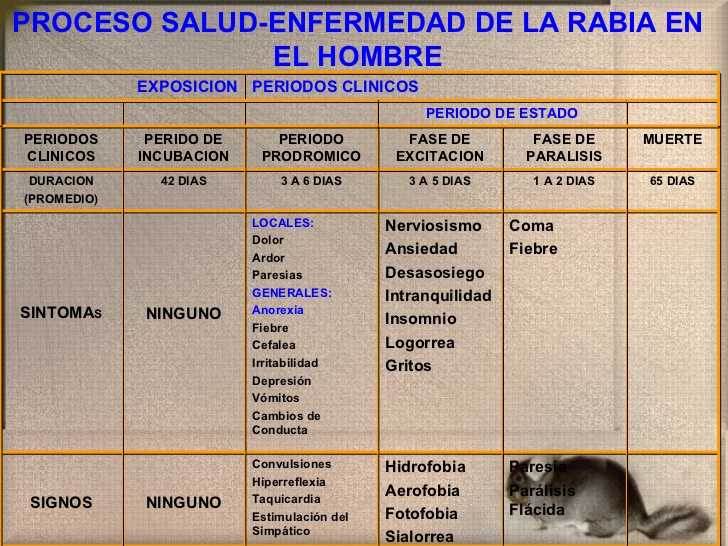 PROCESO SALUD-ENFERMEDAD DE LA RABIA EN
EL HOMBRE
EXPOSICION PERIODOS CLINICOS
PERIODO DE ESTADO
PERIODOS CLINICOS
PERIDO DE INCUBACION
PERIODO PRODROMICO
FASE DE EXCITACION
FASE DE PARALISIS
MUERTE
DURACION
(PROMEDIO)
42 DIAS
3 A 6 DIAS
3 A 5 DIAS
1 A 2 DIAS
65 DIAS
SINTOMAS
NINGUNO
LOCALES:
Dolor
Ardor
Paresias
GENERALES:
Anorexia
Fiebre
Cefalea
Irritabilidad
Depresión
Vómitos
Cambios de
Conducta
Nerviosismo
Ansiedad
Desasosiego
Intranquilidad
Insomnio
Logorrea
Gritos
Coma
Fiebre
SIGNOS
NINGUNO
Convulsiones
Hiperreflexia
Taquicardia
Estimulación del
Simpático
Hidrofobia
Aerofobia
Fotofobia
Sialorrea
Paresia
Parálisis
Flácida